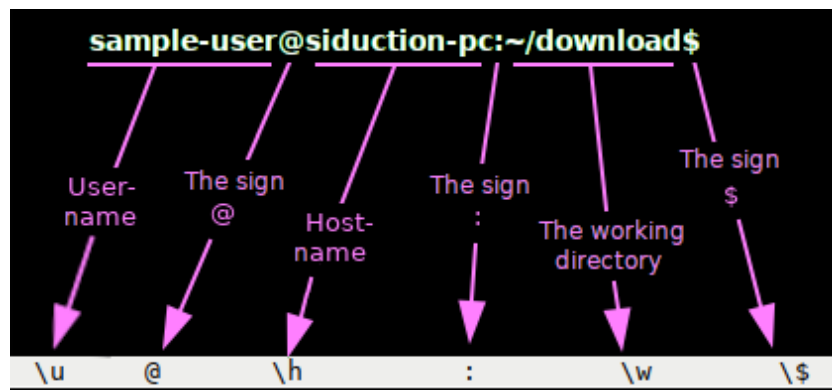 sample-user@siduction-pc:~/download$
User-
name
The sign
@
Host-
name
The sign
:
The working
directory
The sign
$
\u @ \h : \w \$